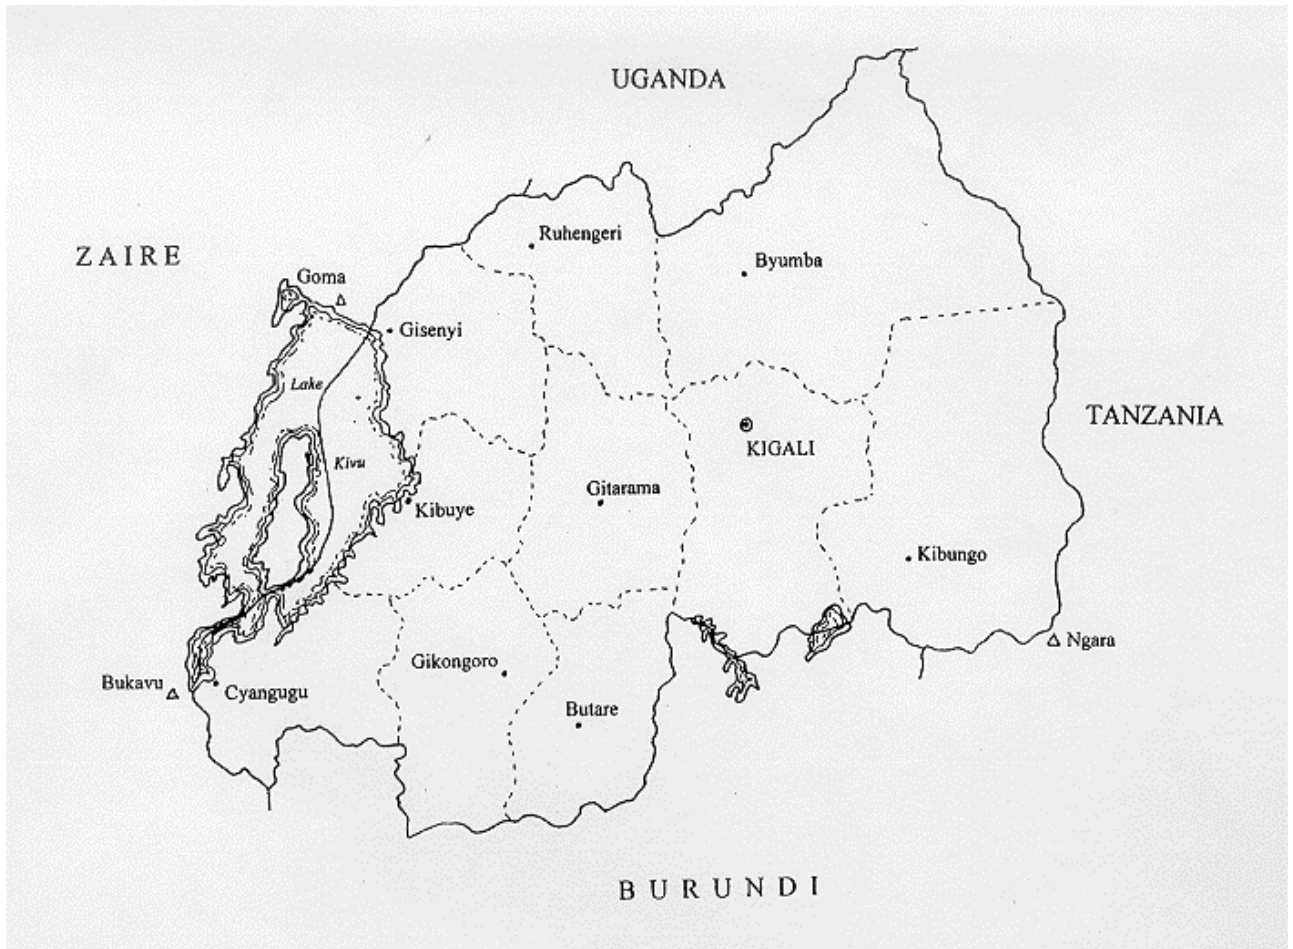 UGANDA
Ruhengeri
ZAIRE
Byumba
Goma
Gisenyi
Lake
TANZANIA
KIGALI
Kivu
Gitarama
Kibuye
Kibungo
Ngara
Gikongoro
Bukavu
Cyangugu
Butare
BURUNDI